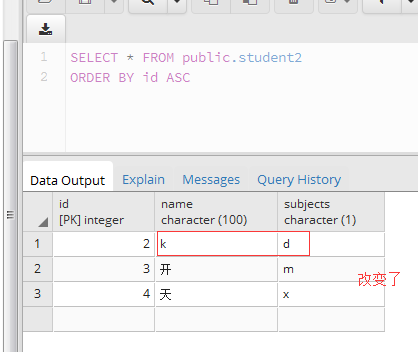 1 SELECT * FROM public.student2
2 ORDER BY id ASC
Data Output Explain Messages Query History
id name subjects
[PK] integer character (100) character (1)
1 2 k d
2 3 开 m
3 4 天 x
改变了